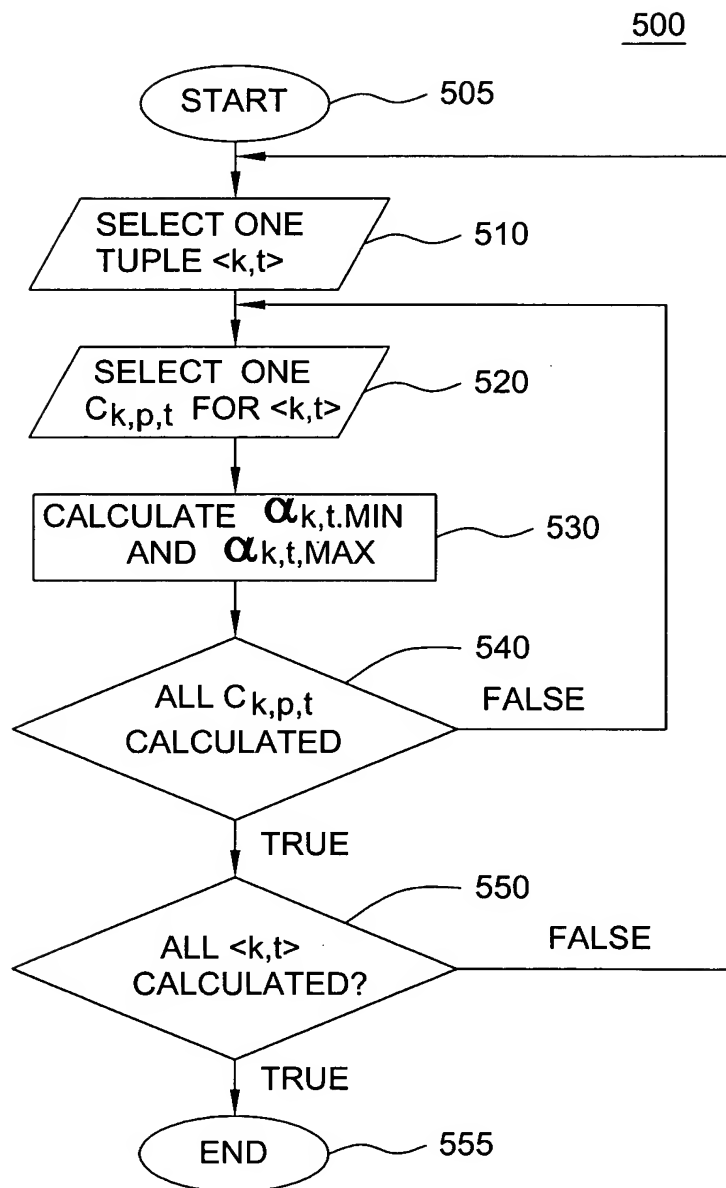 500
START
505
SELECT ONE
TUPLE <k,t>
510
SELECT ONE
Ck,p,t FOR <k,t>
520
CALCULATE αk,t.MIN
AND αk,t,MAX
530
540
ALL Ck,p,t
CALCULATED
FALSE
TRUE
550
ALL <k,t>
CALCULATED?
FALSE
TRUE
END
555